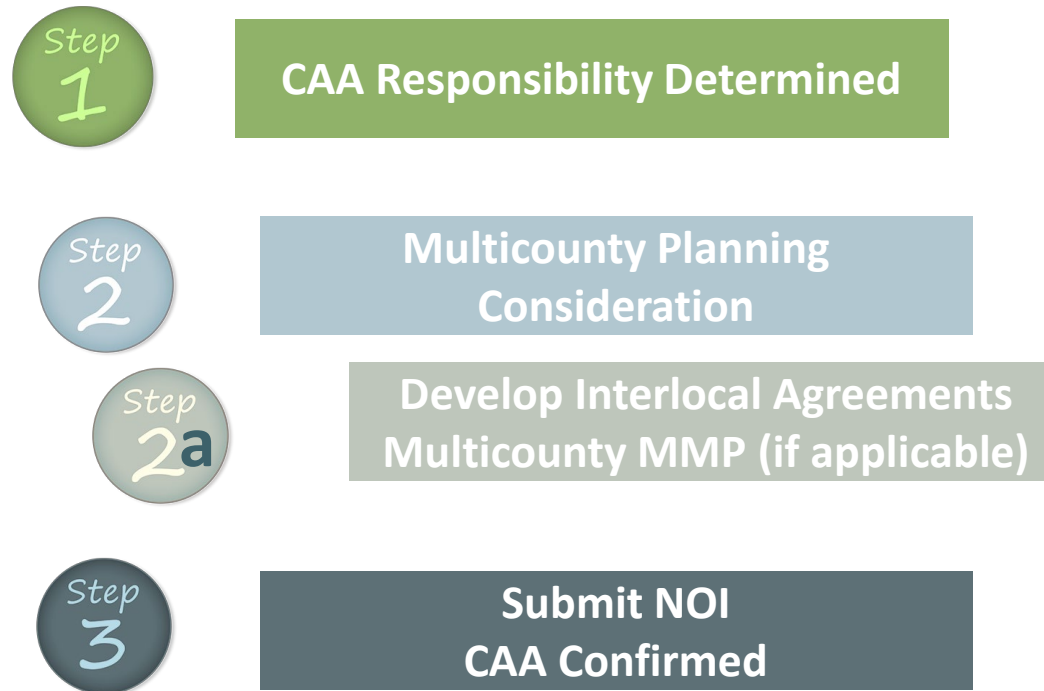 Step
1
CAA Responsibility Determined
Step
2
Multicounty Planning
Consideration
Step
2a
Develop Interlocal Agreements
Multicounty MMP (if applicable)
Step
3
Submit NOI
CAA Confirmed